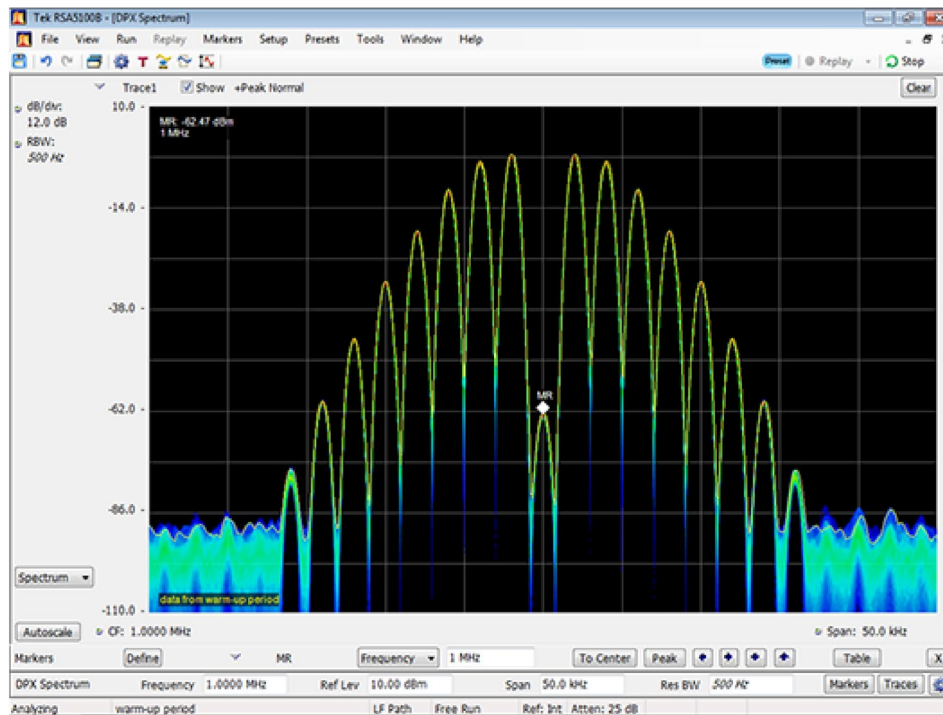 Tek RSA5100B - [DPX Spectrum]
File View Run Replay Markers Setup Presets Tools Window Help
Preset Replay Stop
Trace1 Show +Peak Normal Clear
dB/div:
12.0 dB
RBW:
500 Hz
10.0
MR: -62.47 dBm
1 MHz
-14.0
-38.0
MR
-62.0
-86.0
Spectrum
data from warm-up period
-110.0
Autoscale CF: 1.0000 MHz Span: 50.0 kHz
Markers Define MR Frequency 1 MHz To Center Peak Table X
DPX Spectrum Frequency 1.0000 MHz Ref Lev 10.00 dBm Span 50.0 kHz Res BW 500 Hz Markers Traces
Analyzing warm-up period LF Path Free Run Ref: Int Atten: 25 dB